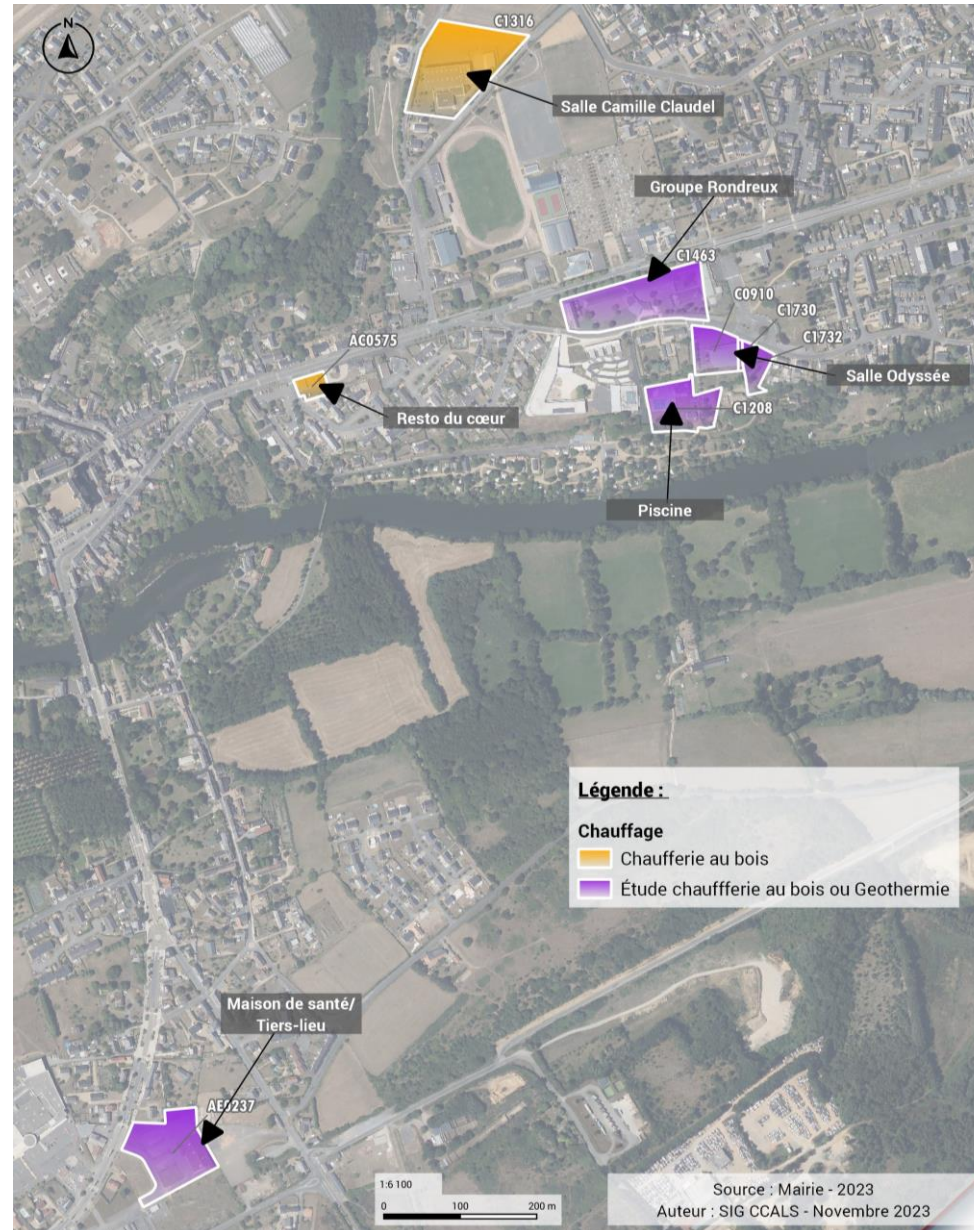 N
C1316
Salle Camille Claudel
Groupe Rondreux
C1463
C0910
C1730
C1732
AC0575
Salle Odyssée
Resto du cœur
C1208
Piscine
Légende :
Chauffage
Chaufferie au bois
Étude chauffferie au bois ou Geothermie
Maison de santé/
Tiers-lieu
AE0237
1:6 100
0 100 200 m
Source : Mairie - 2023
Auteur : SIG CCALS - Novembre 2023